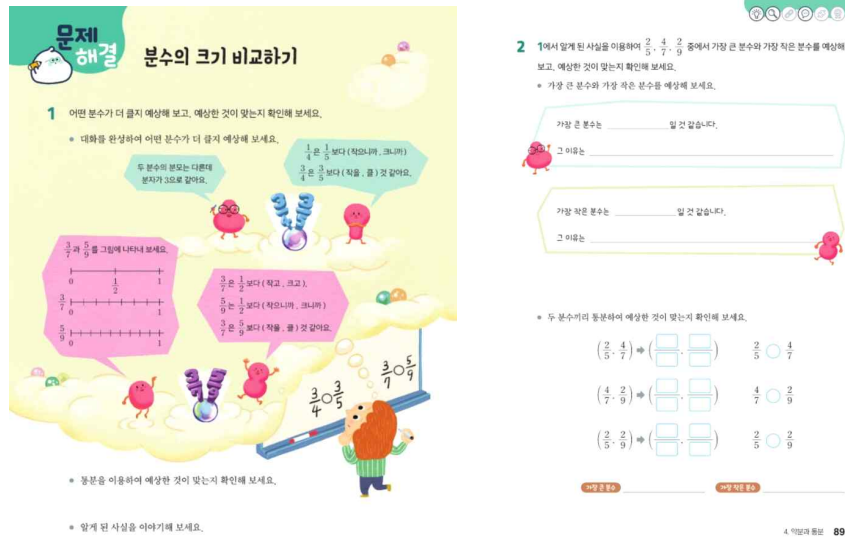 문제
해결
분수의 크기 비교하기
1 어떤 분수가 더 클지 예상해 보고, 예상한 것이 맞는지 확인해 보세요.
• 대화를 완성하여 어떤 분수가 더 클지 예상해 보세요.
두 분수의 분모는 다른데
분자가 3으로 같아요.
1/4은 1/5보다 (작으니까, 크니까)
3/4은 3/5보다 (작을, 클) 것 같아요.
3/4 3/5
3/7과 5/9를 그림에 나타내 보세요.
0 1/2 1
3/7 0 1
5/9 0 1
3/7은 1/2보다 (작고, 크고),
5/9는 1/2보다 (작으니까, 크니까)
3/7은 5/9보다 (작을, 클) 것 같아요.
3/7 5/9
3/4○3/5
3/7○5/9
• 통분을 이용하여 예상한 것이 맞는지 확인해 보세요.
• 알게 된 사실을 이야기해 보세요.
2 1에서 알게 된 사실을 이용하여 2/5, 4/7, 2/9 중에서 가장 큰 분수와 가장 작은 분수를 예상해
보고, 예상한 것이 맞는지 확인해 보세요.
• 가장 큰 분수와 가장 작은 분수를 예상해 보세요.
가장 큰 분수는 일 것 같습니다.
그 이유는
가장 작은 분수는 일 것 같습니다.
그 이유는
• 두 분수끼리 통분하여 예상한 것이 맞는지 확인해 보세요.
(2/5, 4/7) ➡ (□/□, □/□) 2/5 ○ 4/7
(4/7, 2/9) ➡ (□/□, □/□) 4/7 ○ 2/9
(2/5, 2/9) ➡ (□/□, □/□) 2/5 ○ 2/9
가장 큰 분수 가장 작은 분수
4. 약분과 통분 89